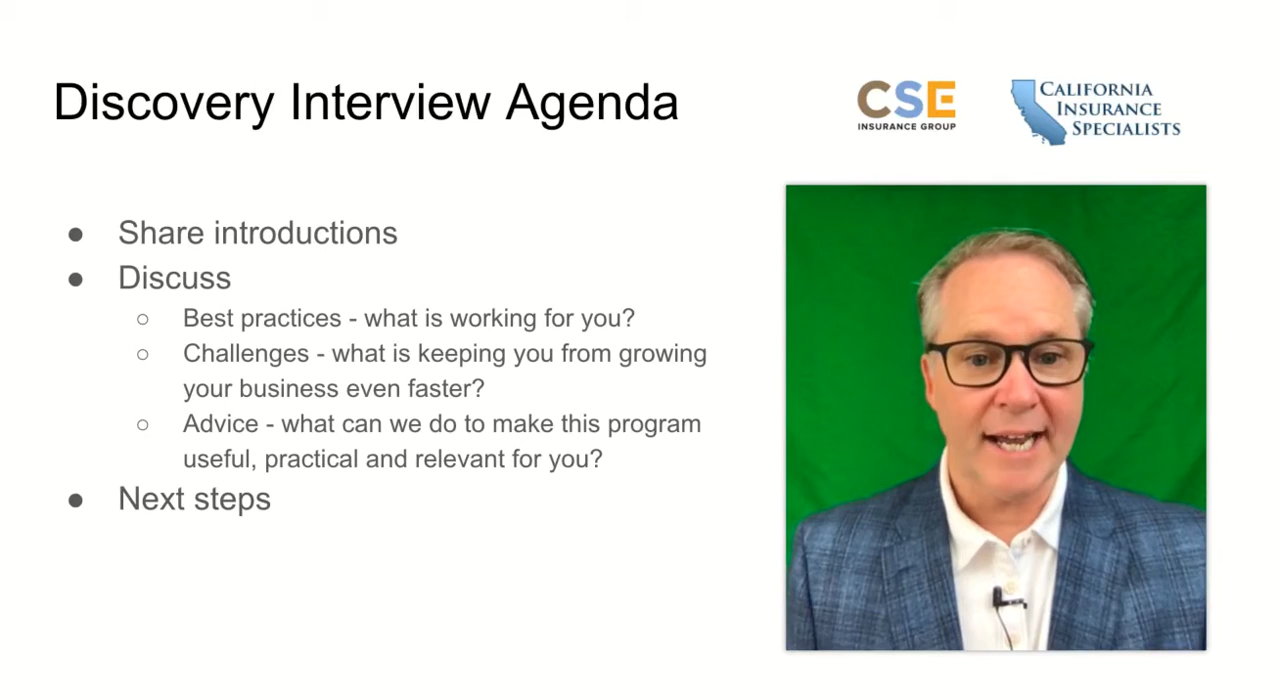 Discovery Interview Agenda
CSE
INSURANCE GROUP
CALIFORNIA
INSURANCE
SPECIALISTS
● Share introductions
● Discuss
○ Best practices - what is working for you?
○ Challenges - what is keeping you from growing
your business even faster?
○ Advice - what can we do to make this program
useful, practical and relevant for you?
● Next steps